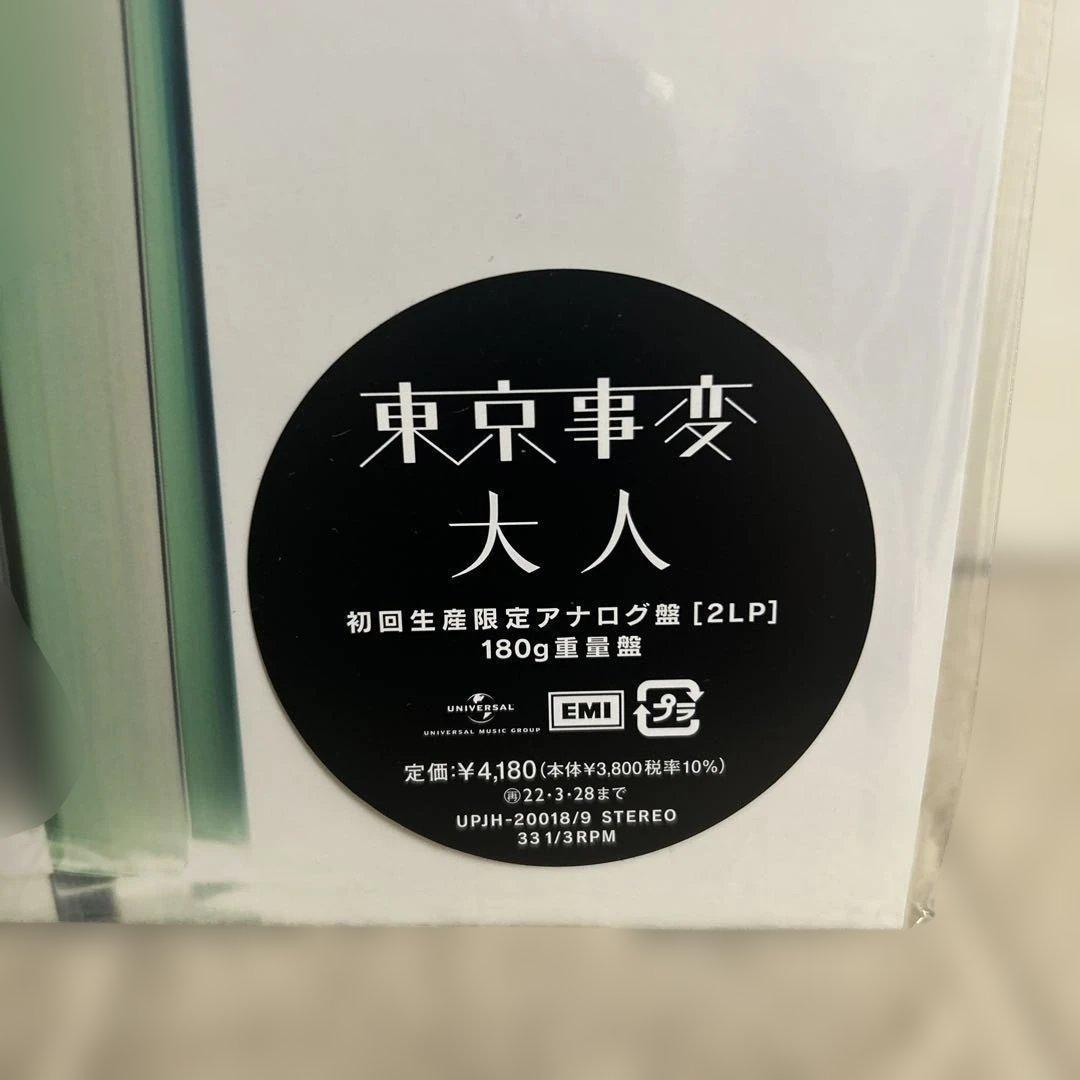 東京事変
大人
初回生産限定アナログ盤[2LP]
180g重量盤
UNIVERSAL
UNIVERSAL MUSIC GROUP
EMI
プラ
定価:¥4,180(本体¥3,800税率10%)
㊢22·3·28まで
UPJH-20018/9 STEREO
33 1/3RPM